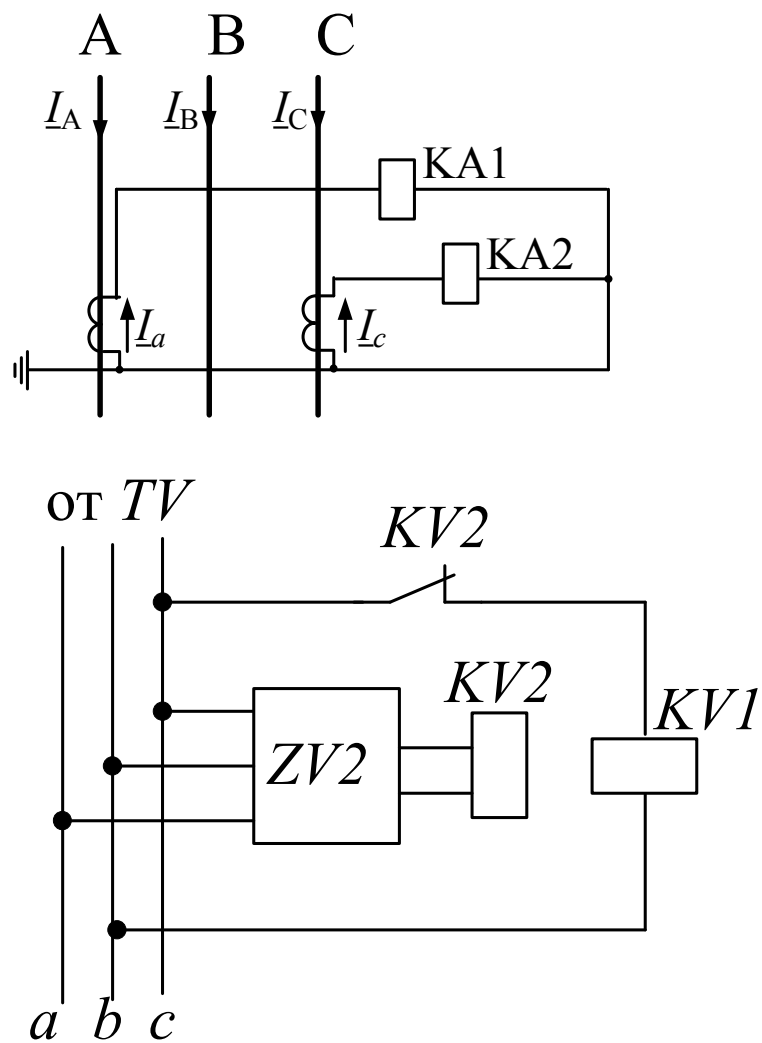 A B C
I_A I_B I_C
KA1
KA2
I_a I_c
от TV
KV2
KV2
KV1
ZV2
a b c